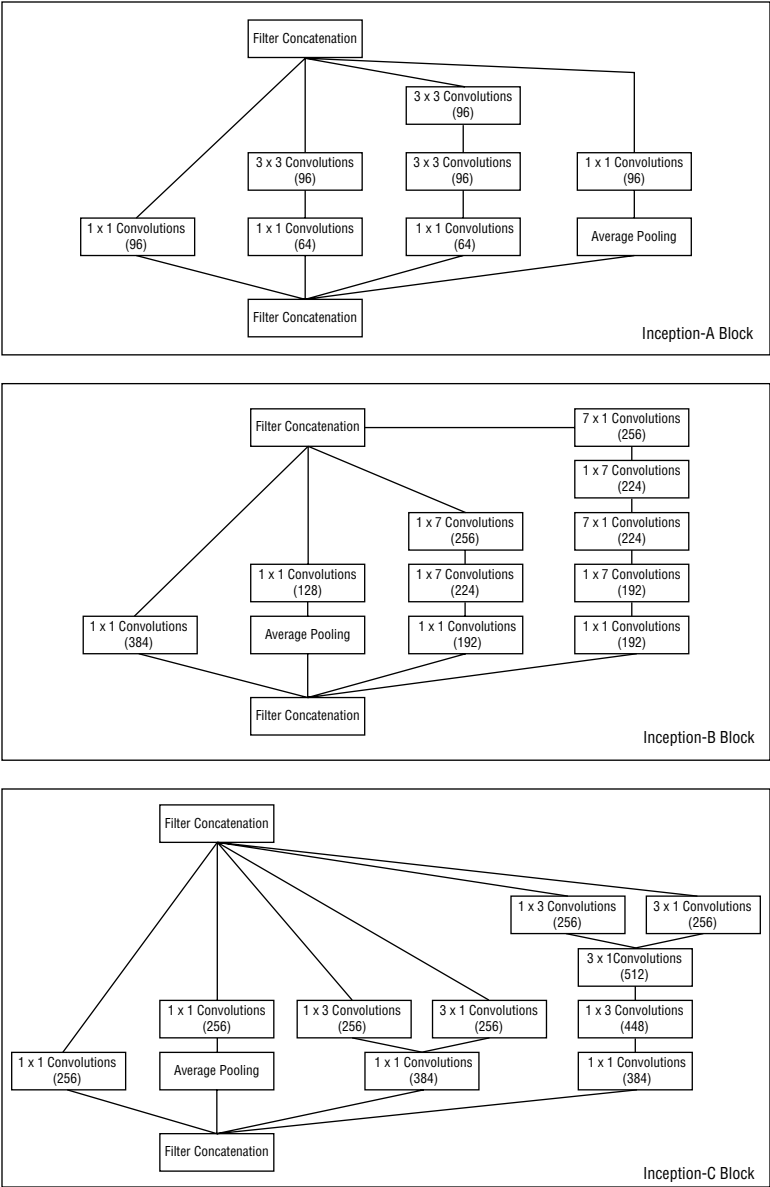 Filter Concatenation
3 x 3 Convolutions
(96)
3 x 3 Convolutions
(96)
3 x 3 Convolutions
(96)
1 x 1 Convolutions
(96)
1 x 1 Convolutions
(96)
1 x 1 Convolutions
(64)
1 x 1 Convolutions
(64)
Average Pooling
Filter Concatenation
Inception-A Block
Filter Concatenation
7 x 1 Convolutions
(256)
1 x 7 Convolutions
(224)
1 x 7 Convolutions
(256)
7 x 1 Convolutions
(224)
1 x 1 Convolutions
(128)
1 x 7 Convolutions
(224)
1 x 7 Convolutions
(192)
1 x 1 Convolutions
(384)
Average Pooling
1 x 1 Convolutions
(192)
1 x 1 Convolutions
(192)
Filter Concatenation
Inception-B Block
Filter Concatenation
1 x 3 Convolutions
(256)
3 x 1 Convolutions
(256)
3 x 1Convolutions
(512)
1 x 1 Convolutions
(256)
1 x 3 Convolutions
(256)
3 x 1 Convolutions
(256)
1 x 3 Convolutions
(448)
1 x 1 Convolutions
(256)
Average Pooling
1 x 1 Convolutions
(384)
1 x 1 Convolutions
(384)
Filter Concatenation
Inception-C Block